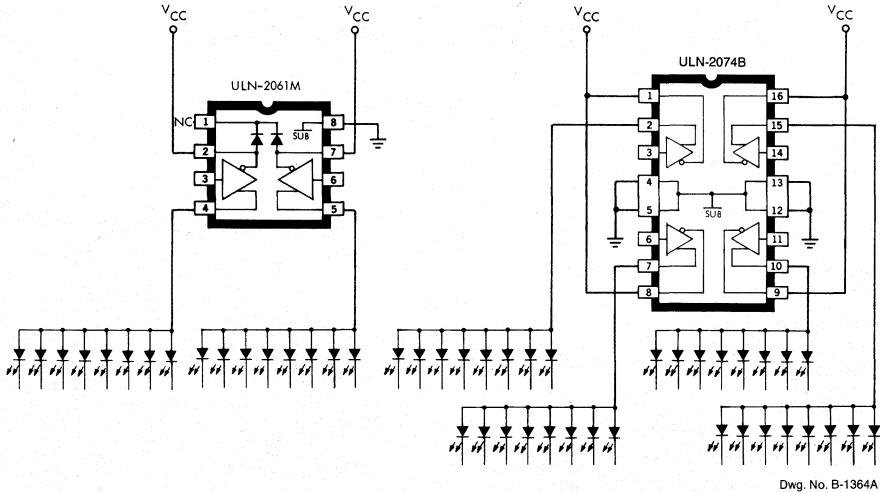 VCC VCC VCC VCC
ULN-2061M
ULN-2074B
NC 1 8
SUB
2 7
3 6
4 5
1 16
2 15
3 14
4 13
5 12
SUB
6 11
7 10
8 9
Dwg. No. B-1364A